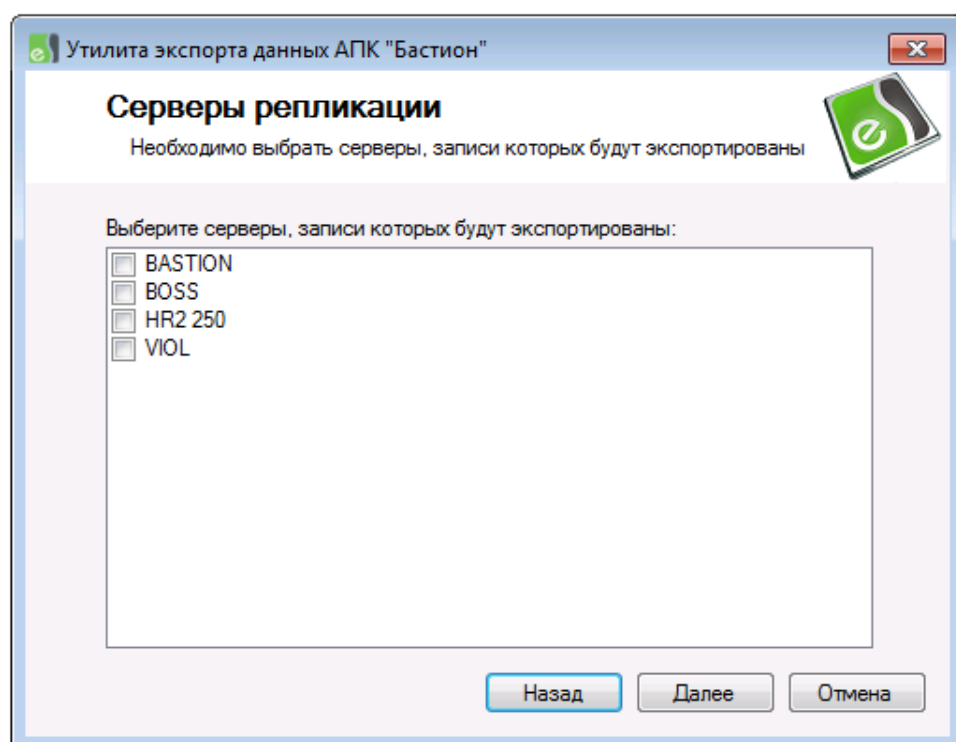 Утилита экспорта данных АПК "Бастион"
Серверы репликации
Необходимо выбрать серверы, записи которых будут экспортированы
Выберите серверы, записи которых будут экспортированы:
BASTION
BOSS
HR2 250
VIOL
Назад Далее Отмена